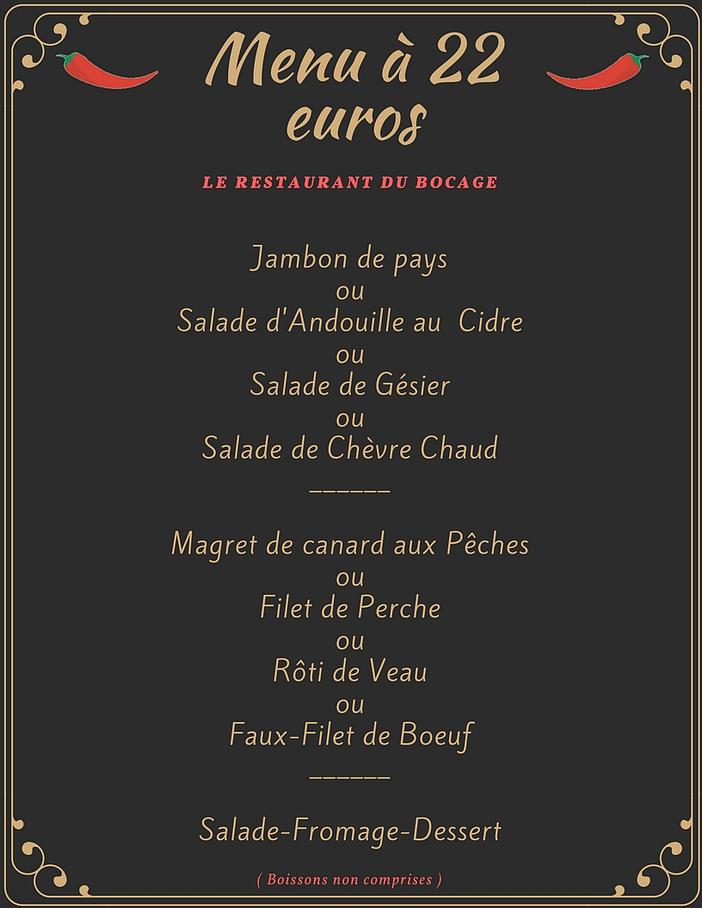 Menu à 22
euros
LE RESTAURANT DU BOCAGE
Jambon de pays
ou
Salade d'Andouille au  Cidre
ou
Salade de Gésier
ou
Salade de Chèvre Chaud
______
Magret de canard aux Pêches
ou
Filet de Perche
ou
Rôti de Veau
ou
Faux-Filet de Boeuf
______
Salade-Fromage-Dessert
( Boissons non comprises )